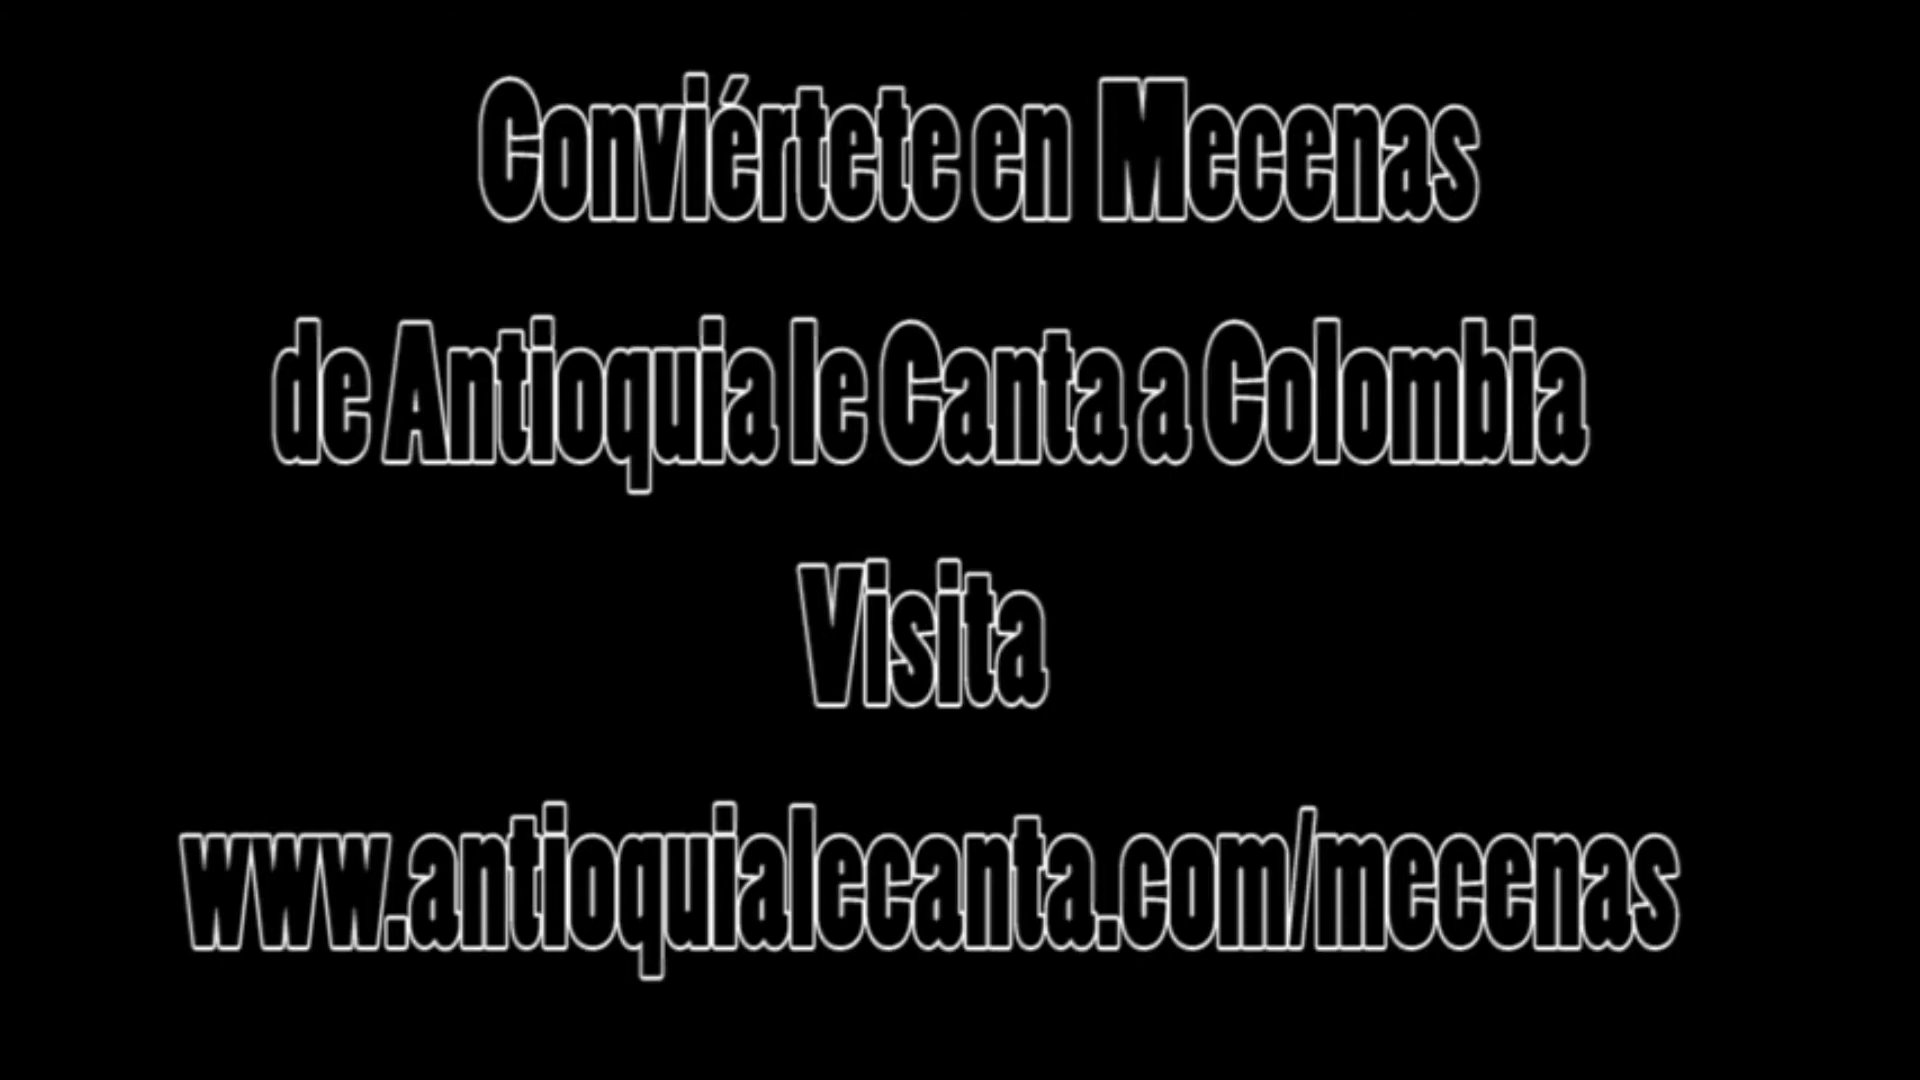 Conviértete en Mecenas
de Antioquia le Canta a Colombia
Visita
www.antioquialecanta.com/mecenas